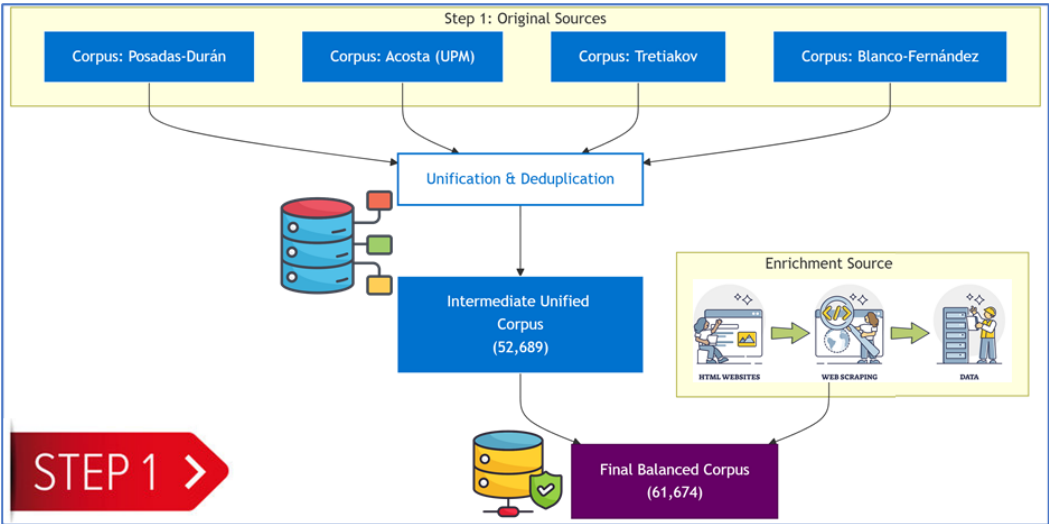 Step 1: Original Sources
Corpus: Posadas-Durán
Corpus: Acosta (UPM)
Corpus: Tretiakov
Corpus: Blanco-Fernández
Unification & Deduplication
Intermediate Unified
Corpus
(52,689)
Enrichment Source
HTML WEBSITES
WEB SCRAPING
DATA
STEP 1
Final Balanced Corpus
(61,674)